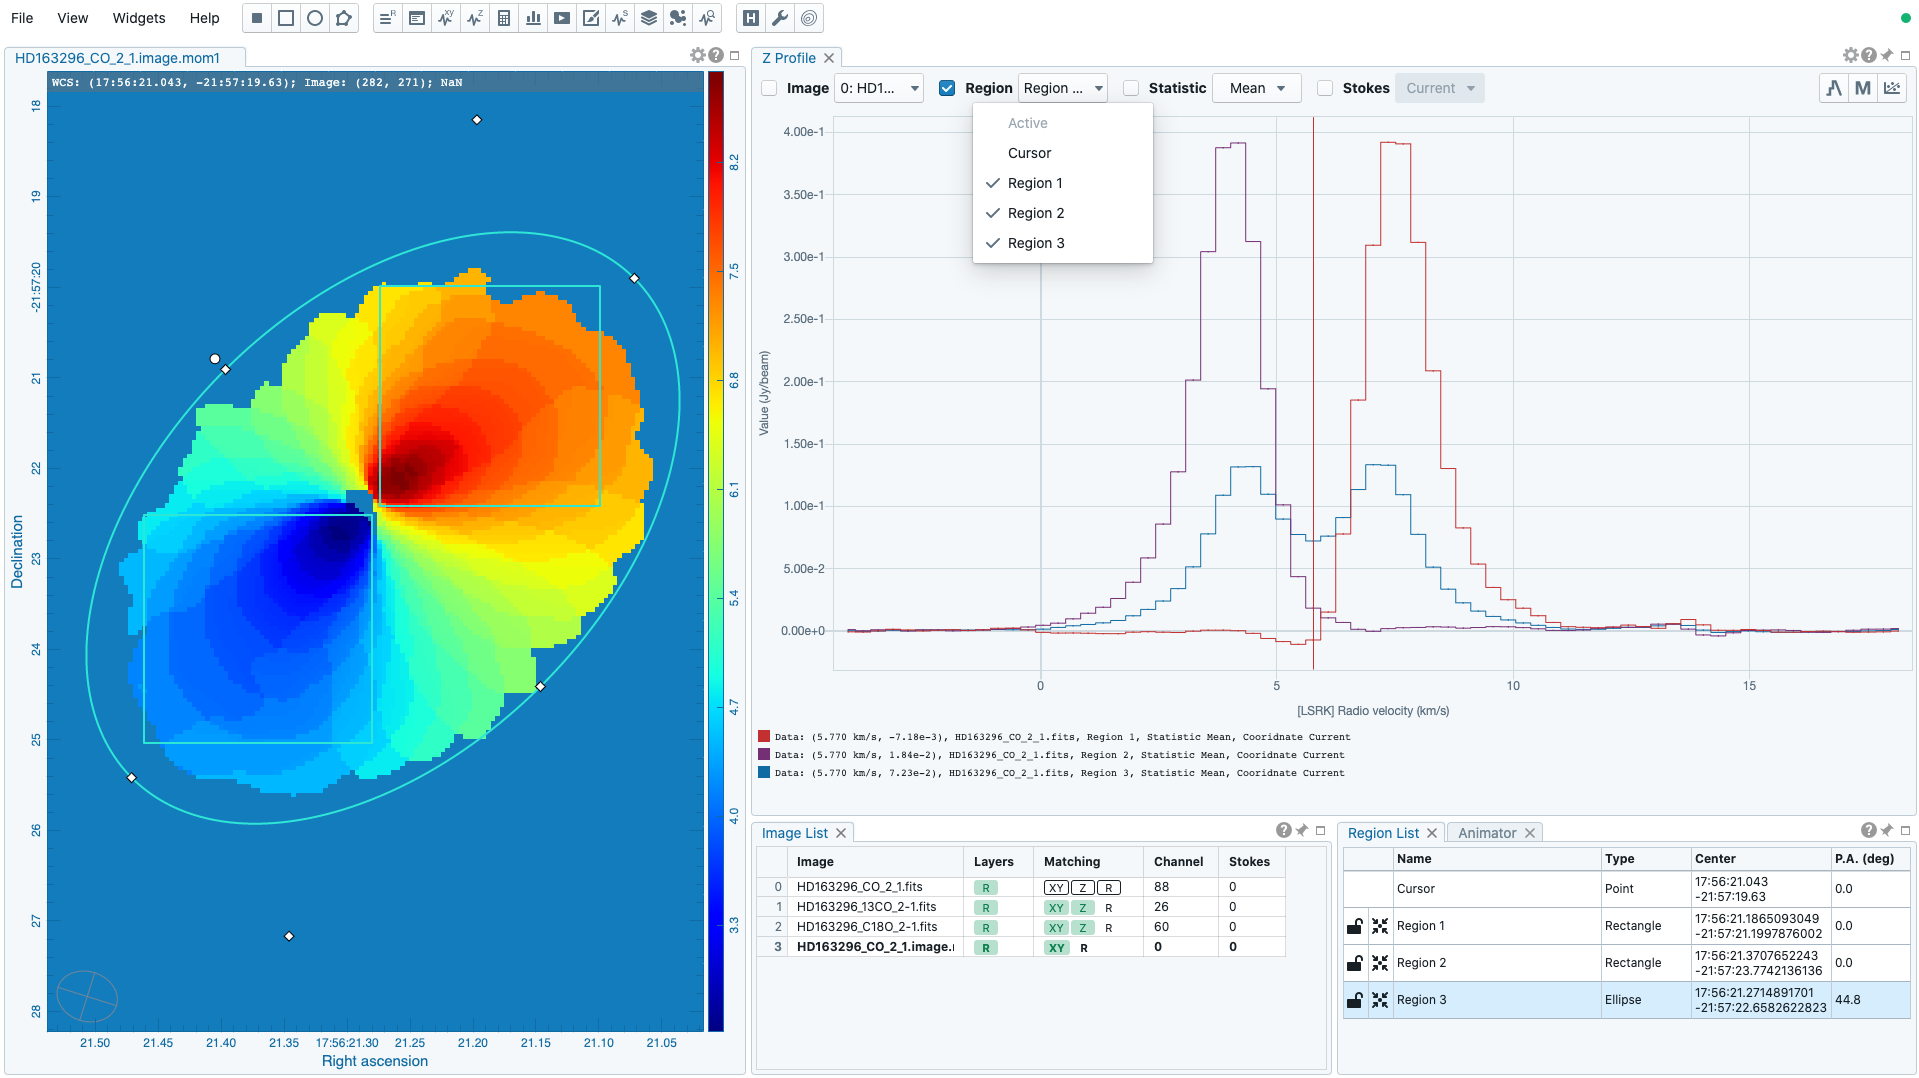 File View Widgets Help
HD163296_CO_2_1.image.mom1
WCS: (17:56:21.043, -21:57:19.63); Image: (282, 271); NaN
18
19
-21:57:20
21
22
23
24
25
26
27
28
Declination
21.50 21.45 21.40 21.35 17:56:21.30 21.25 21.20 21.15 21.10 21.05
Right ascension
8.2
7.5
6.8
6.1
5.4
4.7
4.0
3.3
Z Profile
Image 0: HD1... Region Region ... Statistic Mean Stokes Current
M
Active
Cursor
Region 1
Region 2
Region 3
4.00e-1
3.50e-1
3.00e-1
2.50e-1
2.00e-1
1.50e-1
1.00e-1
5.00e-2
0.00e+0
Value (Jy/beam)
0 5 10 15
[LSRK] Radio velocity (km/s)
Data: (5.770 km/s, -7.18e-3), HD163296_CO_2_1.fits, Region 1, Statistic Mean, Cooridnate Current
Data: (5.770 km/s, 1.84e-2), HD163296_CO_2_1.fits, Region 2, Statistic Mean, Cooridnate Current
Data: (5.770 km/s, 7.23e-2), HD163296_CO_2_1.fits, Region 3, Statistic Mean, Cooridnate Current
Image List
Image Layers Matching Channel Stokes
0 HD163296_CO_2_1.fits R XY Z R 88 0
1 HD163296_13CO_2-1.fits R XY Z R 26 0
2 HD163296_C18O_2-1.fits R XY Z R 60 0
3 HD163296_CO_2_1.image. R XY R 0 0
Region List Animator
Name Type Center P.A. (deg)
Cursor Point 17:56:21.043 0.0
-21:57:19.63
Region 1 Rectangle 17:56:21.1865093049 0.0
-21:57:21.1997876002
Region 2 Rectangle 17:56:21.3707652243 0.0
-21:57:23.7742136136
Region 3 Ellipse 17:56:21.2714891701 44.8
-21:57:22.6582622823